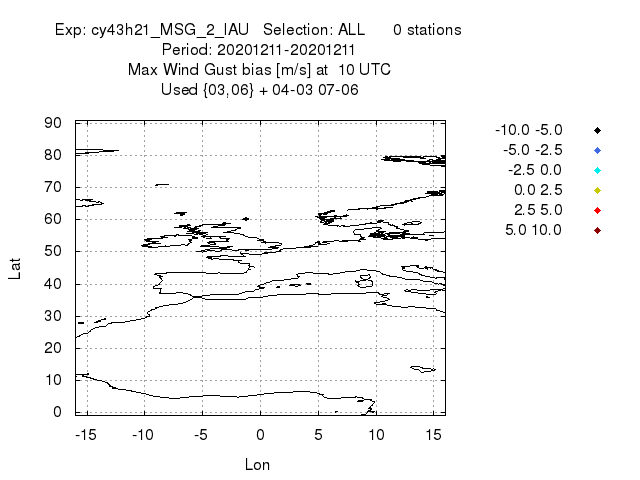 Exp: cy43h21_MSG_2_IAU   Selection: ALL      0 stations
Period: 20201211-20201211
Max Wind Gust bias [m/s] at  10 UTC
Used {03,06} + 04-03 07-06
-10.0 -5.0
-5.0 -2.5
-2.5 0.0
0.0 2.5
2.5 5.0
5.0 10.0
90
80
70
60
50
40
30
20
10
0
Lat
-15 -10 -5 0 5 10 15
Lon